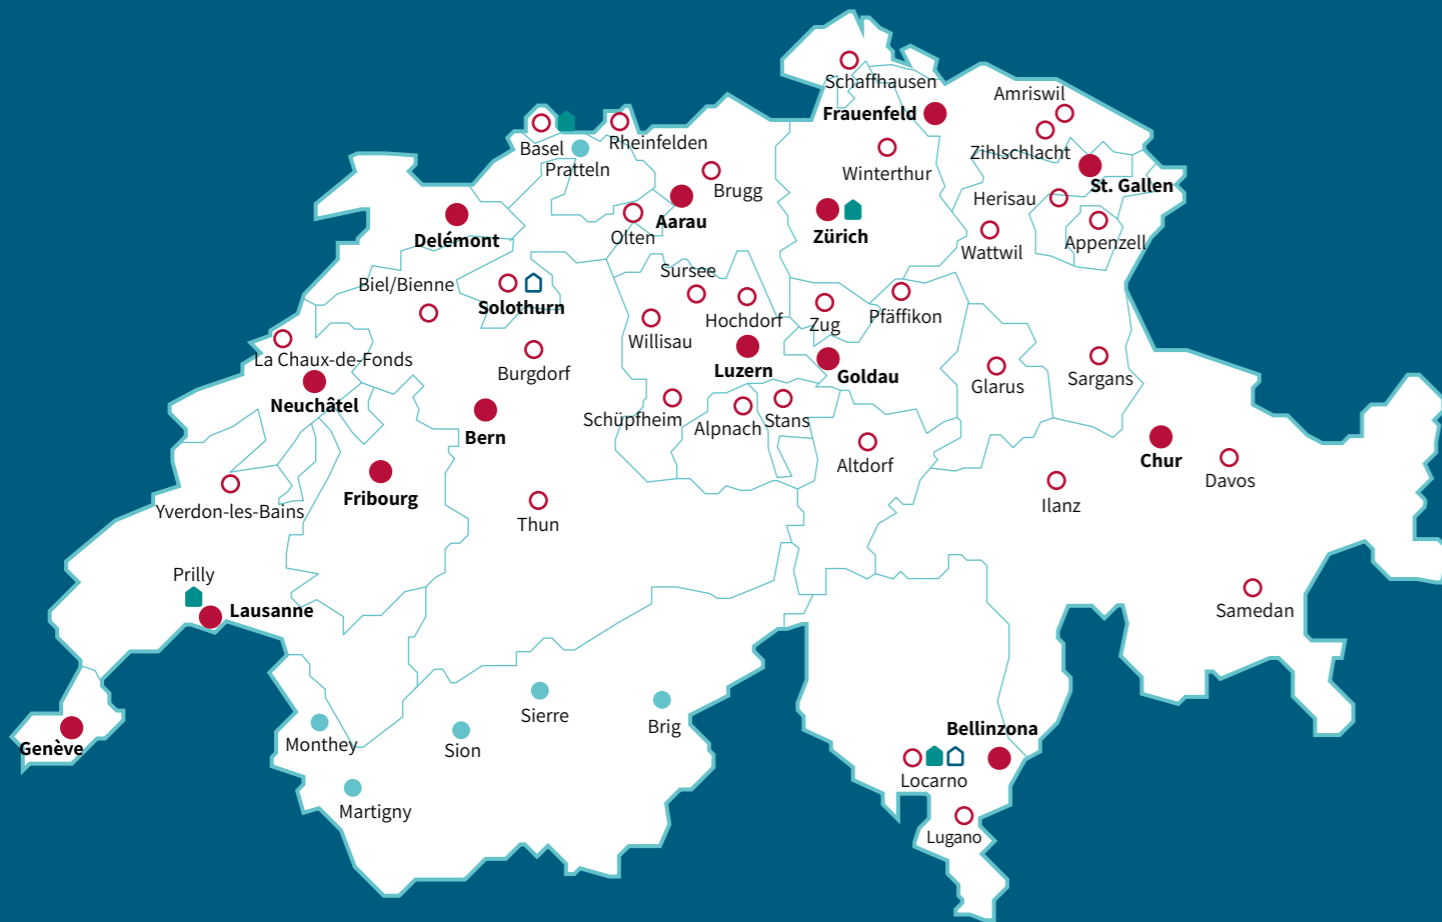 Schaffhausen
Amriswil
Frauenfeld
Rheinfelden
Basel
Zihlschlacht
Pratteln
Winterthur
St. Gallen
Brugg
Herisau
Aarau
Zürich
Olten
Delémont
Appenzell
Wattwil
Sursee
Biel/Bienne
Solothurn
Pfäffikon
Hochdorf
Zug
Willisau
La Chaux-de-Fonds
Luzern
Burgdorf
Goldau
Sargans
Glarus
Neuchâtel
Schüpfheim
Stans
Alpnach
Bern
Chur
Altdorf
Davos
Fribourg
Ilanz
Yverdon-les-Bains
Thun
Prilly
Lausanne
Samedan
Sierre
Brig
Bellinzona
Monthey
Genève
Sion
Locarno
Martigny
Lugano